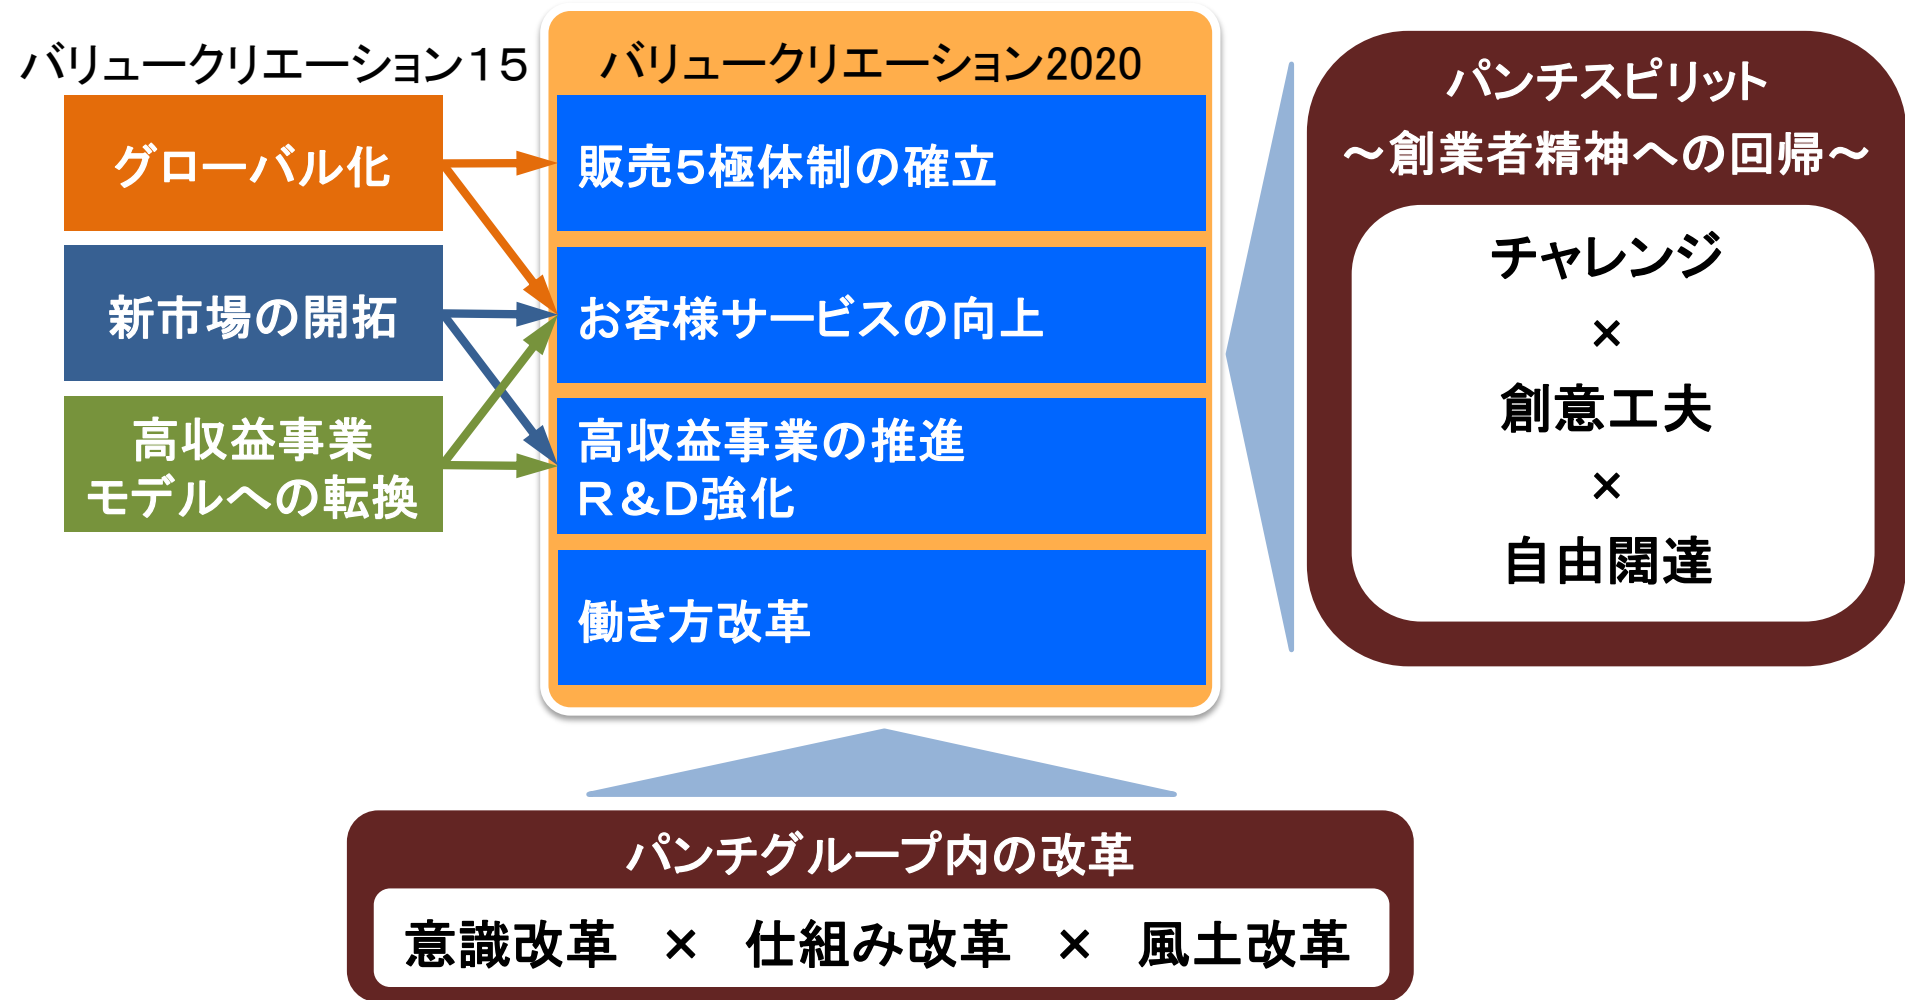 バリュークリエーション１５
グローバル化
新市場の開拓
高収益事業
モデルへの転換
バリュークリエーション2020
販売５極体制の確立
お客様サービスの向上
高収益事業の推進
Ｒ＆Ｄ強化
働き方改革
パンチスピリット
～創業者精神への回帰～
チャレンジ
×
創意工夫
×
自由闊達
パンチグループ内の改革
意識改革　×　仕組み改革　×　風土改革